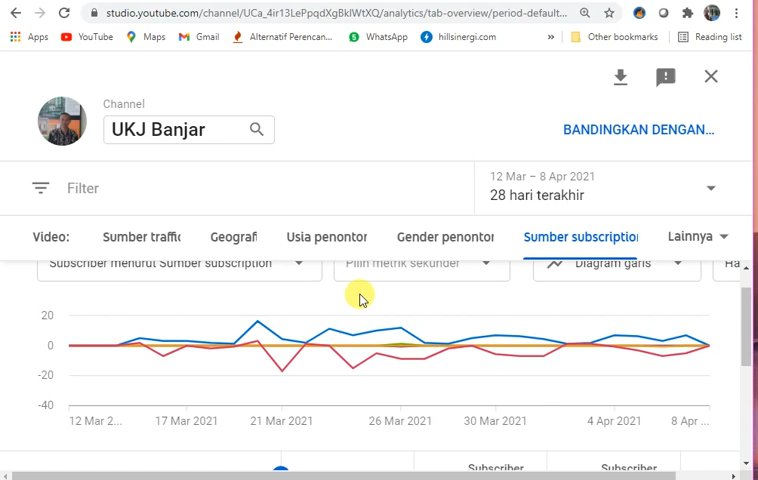 studio.youtube.com/channel/UCa_4ir13LePpqdXgBklWtXQ/analytics/tab-overview/period-default...
Apps YouTube Maps Gmail Alternatif Perencan... WhatsApp hillsinergi.com » Other bookmarks Reading list
Channel
UKJ Banjar
BANDINGKAN DENGAN...
Filter
12 Mar – 8 Apr 2021
28 hari terakhir
Video: Sumber traffic Geografi Usia penonton Gender penonton Sumber subscription Lainnya
Subscriber menurut Sumber subscription Pilih metrik sekunder Diagram garis Ha
20
0
-20
-40
12 Mar 2... 17 Mar 2021 21 Mar 2021 26 Mar 2021 30 Mar 2021 4 Apr 2021 8 Apr ...
Subscriber Subscriber